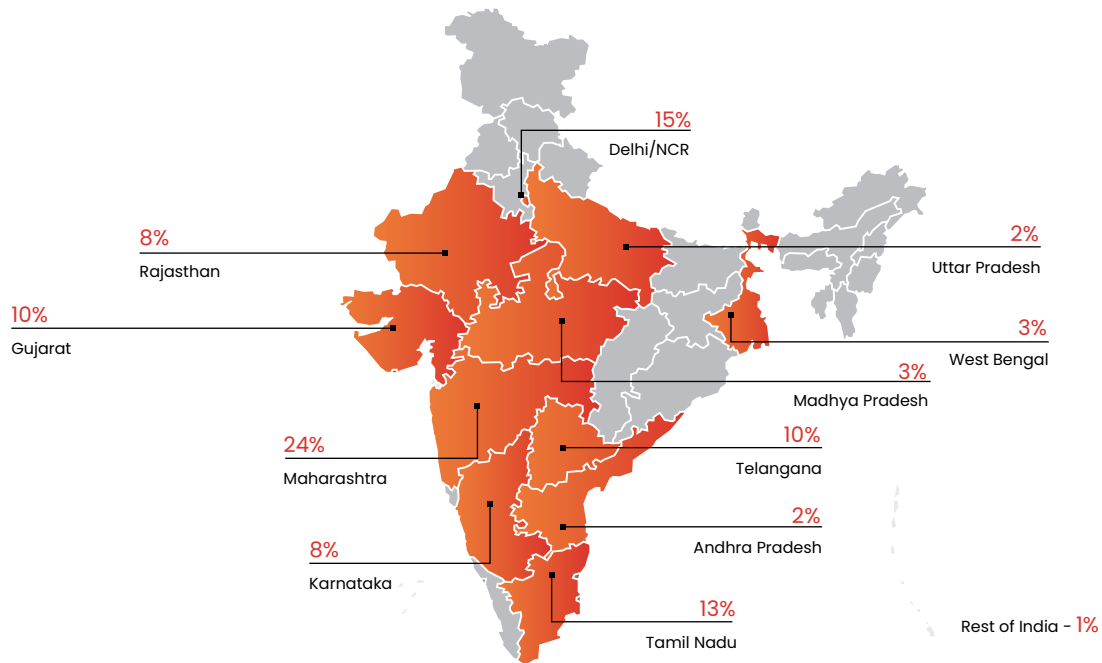 15%
Delhi/NCR
8%
Rajasthan
2%
Uttar Pradesh
10%
Gujarat
3%
West Bengal
3%
Madhya Pradesh
24%
Maharashtra
10%
Telangana
2%
Andhra Pradesh
8%
Karnataka
13%
Tamil Nadu
Rest of India - 1%